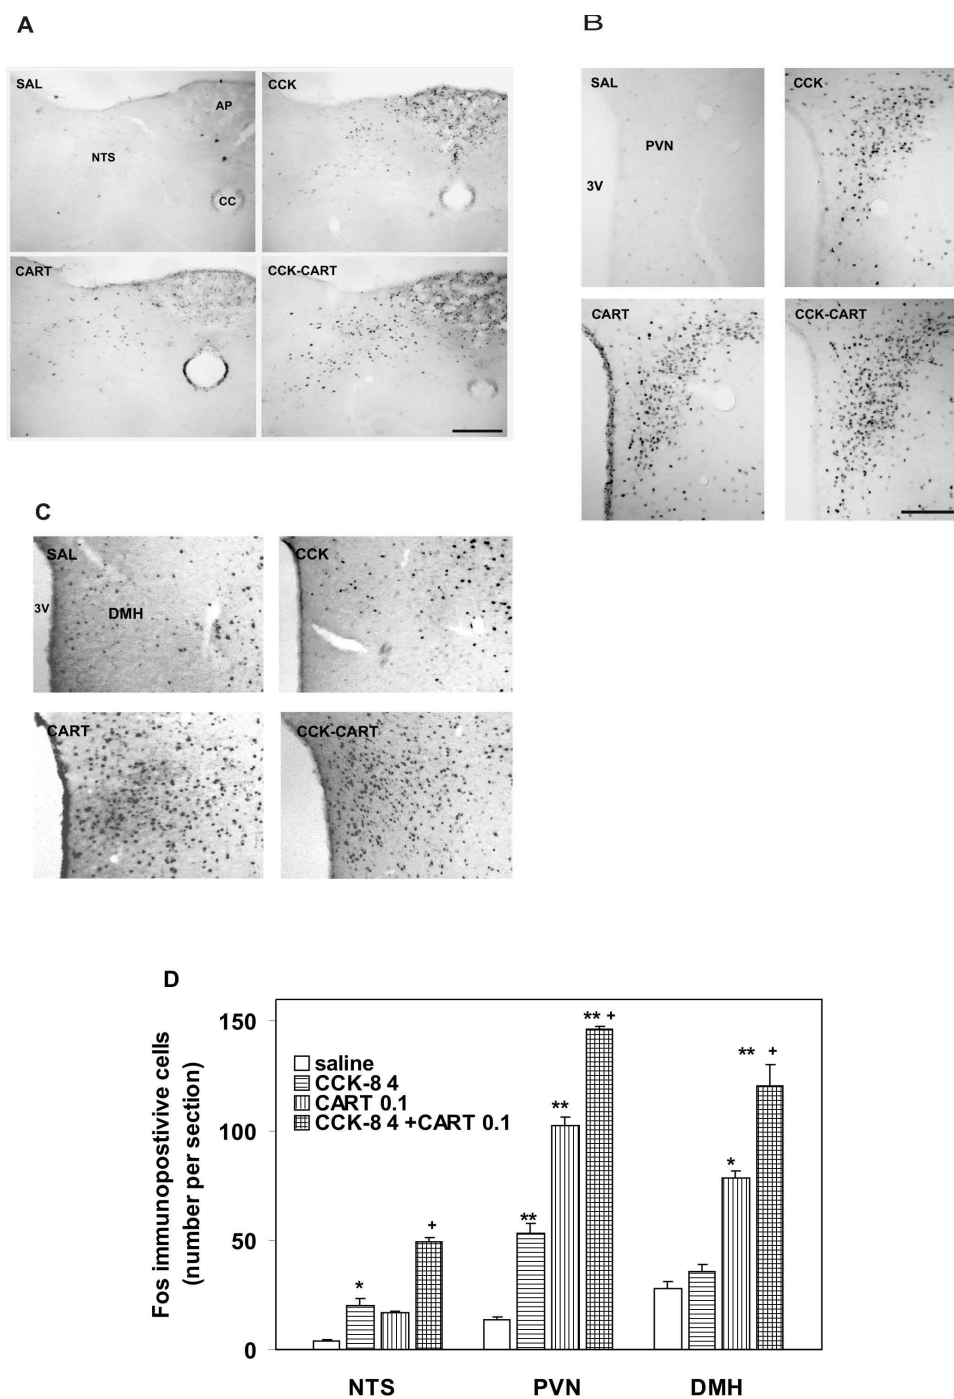 A
SAL
AP
NTS
CC
CCK
CART
CCK-CART
B
SAL
PVN
3V
CCK
CART
CCK-CART
C
SAL
3V
DMH
CCK
CART
CCK-CART
D
Fos immunopostivive cells
(number per section)
150
100
50
0
saline
CCK-8 4
CART 0.1
CCK-8 4 +CART 0.1
*
+
**
**
** +
*
** +
NTS PVN DMH